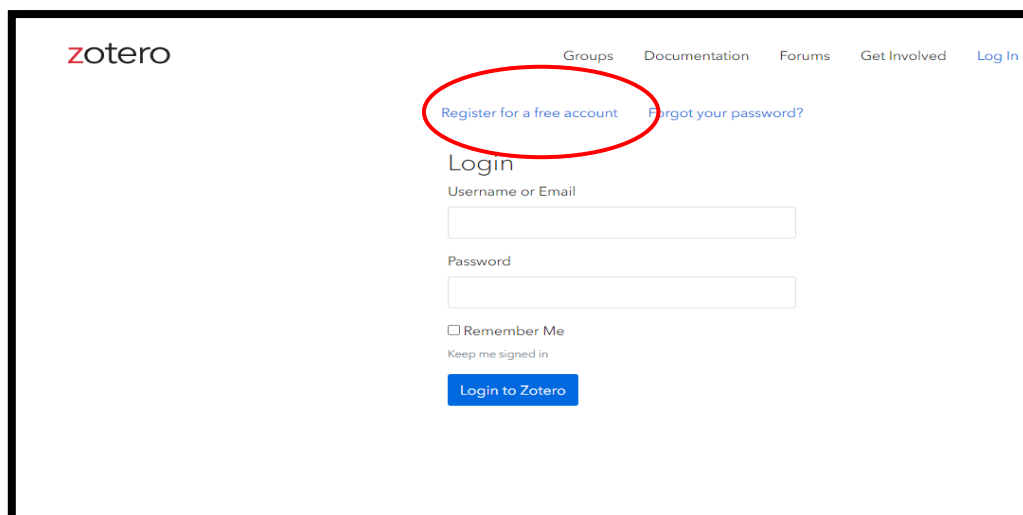 zotero
Groups Documentation Forums Get Involved Log In
Register for a free account Forgot your password?
Login
Username or Email
Password
Remember Me
Keep me signed in
Login to Zotero